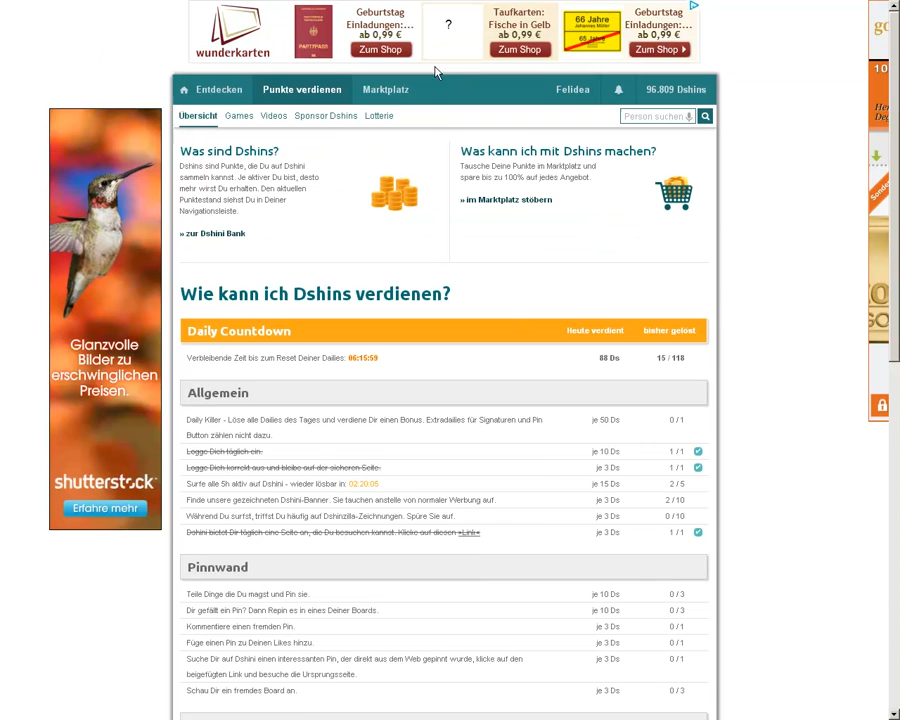 wunderkarten
Geburtstag
Einladungen:...
ab 0,99 €
Zum Shop
?
Taufkarten:
Fische in Gelb
ab 0,99 €
Zum Shop
66 Jahre
65 Jahre
Geburtstag
Einladungen:...
ab 0,99 €
Zum Shop
Entdecken
Punkte verdienen
Marktplatz
Felidea
96.809 Dshins
Übersicht
Games
Videos
Sponsor Dshins
Lotterie
Person suchen
Was sind Dshins?
Dshins sind Punkte, die Du auf Dshini
sammeln kannst. Je aktiver Du bist, desto
mehr wirst Du erhalten. Den aktuellen
Punktestand siehst Du in Deiner
Navigationsleiste.
» zur Dshini Bank
Was kann ich mit Dshins machen?
Tausche Deine Punkte im Marktplatz und
spare bis zu 100% auf jedes Angebot.
» im Marktplatz stöbern
Wie kann ich Dshins verdienen?
Daily Countdown Heute verdient bisher gelöst
Verbleibende Zeit bis zum Reset Deiner Dailies: 06:15:59 88 Ds 15 / 118
Allgemein
Daily Killer - Löse alle Dailies des Tages und verdiene Dir einen Bonus. Extradailies für Signaturen und Pin je 50 Ds 0 / 1
Button zählen nicht dazu.
Logge Dich täglich ein. je 10 Ds 1 / 1
Logge Dich korrekt aus und bleibe auf der sicheren Seite. je 3 Ds 1 / 1
Surfe alle 5h aktiv auf Dshini - wieder lösbar in: 02:20:05 je 15 Ds 2 / 5
Finde unsere gezeichneten Dshini-Banner. Sie tauchen anstelle von normaler Werbung auf. je 3 Ds 2 / 10
Während Du surfst, triffst Du häufig auf Dshinzilla-Zeichnungen. Spüre Sie auf. je 3 Ds 0 / 10
Dshini bietet Dir täglich eine Seite an, die Du besuchen kannst. Klicke auf diesen »Link« je 3 Ds 1 / 1
Pinnwand
Teile Dinge die Du magst und Pin sie. je 10 Ds 0 / 3
Dir gefällt ein Pin? Dann Repin es in eines Deiner Boards. je 10 Ds 0 / 3
Kommentiere einen fremden Pin. je 3 Ds 0 / 1
Füge einen Pin zu Deinen Likes hinzu. je 3 Ds 0 / 1
Suche Dir auf Dshini einen interessanten Pin, der direkt aus dem Web gepinnt wurde, klicke auf den je 3 Ds 0 / 1
beigefügten Link und besuche die Ursprungsseite.
Schau Dir ein fremdes Board an. je 3 Ds 0 / 3
Glanzvolle
Bilder zu
erschwinglichen
Preisen.
shutterstock
Erfahre mehr